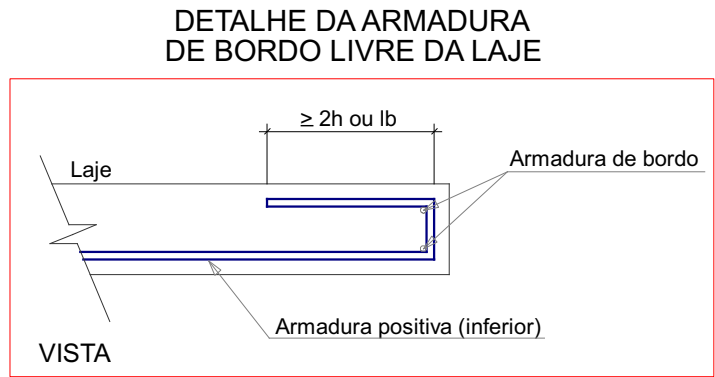 DETALHE DA ARMADURA
DE BORDO LIVRE DA LAJE
≥ 2h ou lb
Laje
Armadura de bordo
Armadura positiva (inferior)
VISTA